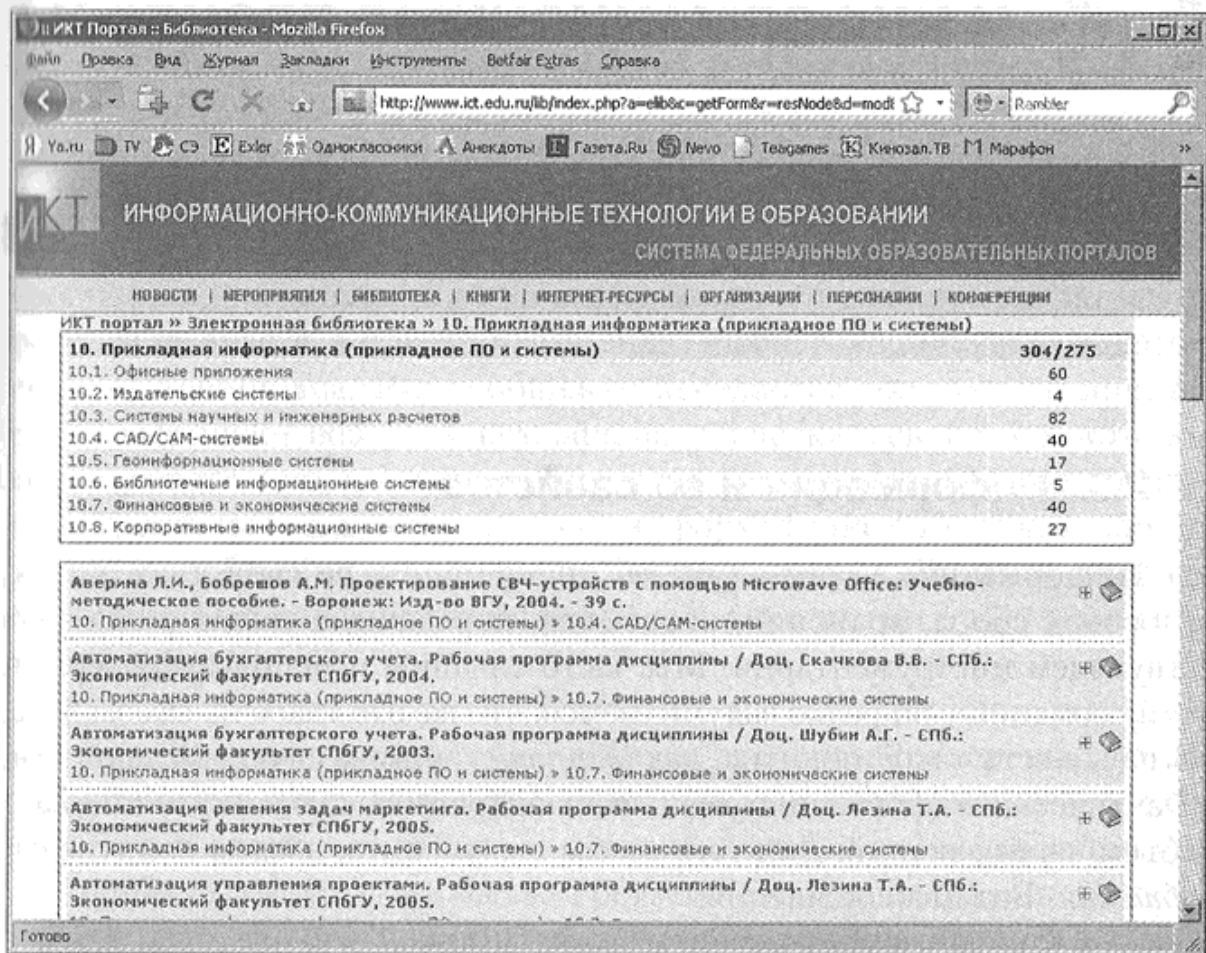 ИКТ Портал :: Библиотека - Mozilla Firefox
Файл Правка Вид Журнал Закладки Инструменты Betfair Extras Справка
http://www.ict.edu.ru/lib/index.php?a=elib&c=getForm&r=resNode&d=mod& Rambler
Ya.ru TV СЭ Exler Одноклассники Анекдоты Газета.Ru Nevo Teagames Кинозал.ТВ Марафон »
ИКТ ИНФОРМАЦИОННО-КОММУНИКАЦИОННЫЕ ТЕХНОЛОГИИ В ОБРАЗОВАНИИ
СИСТЕМА ФЕДЕРАЛЬНЫХ ОБРАЗОВАТЕЛЬНЫХ ПОРТАЛОВ
НОВОСТИ | МЕРОПРИЯТИЯ | БИБЛИОТЕКА | КНИГИ | ИНТЕРНЕТ-РЕСУРСЫ | ОРГАНИЗАЦИИ | ПЕРСОНАЛИИ | КОНФЕРЕНЦИИ
ИКТ портал » Электронная библиотека » 10. Прикладная информатика (прикладное ПО и системы)
10. Прикладная информатика (прикладное ПО и системы) 304/275
10.1. Офисные приложения 60
10.2. Издательские системы 4
10.3. Системы научных и инженерных расчетов 82
10.4. CAD/CAM-системы 40
10.5. Геоинформационные системы 17
10.6. Библиотечные информационные системы 5
10.7. Финансовые и экономические системы 40
10.8. Корпоративные информационные системы 27
Аверина Л.И., Бобрешов А.М. Проектирование СВЧ-устройств с помощью Microwave Office: Учебно-
методическое пособие. - Воронеж: Изд-во ВГУ, 2004. - 39 с.
10. Прикладная информатика (прикладное ПО и системы) » 10.4. CAD/CAM-системы
Автоматизация бухгалтерского учета. Рабочая программа дисциплины / Доц. Скачкова В.В. - СПб.:
Экономический факультет СПбГУ, 2004.
10. Прикладная информатика (прикладное ПО и системы) » 10.7. Финансовые и экономические системы
Автоматизация бухгалтерского учета. Рабочая программа дисциплины / Доц. Шубин А.Г. - СПб.:
Экономический факультет СПбГУ, 2003.
10. Прикладная информатика (прикладное ПО и системы) » 10.7. Финансовые и экономические системы
Автоматизация решения задач маркетинга. Рабочая программа дисциплины / Доц. Лезина Т.А. - СПб.:
Экономический факультет СПбГУ, 2005.
10. Прикладная информатика (прикладное ПО и системы) » 10.7. Финансовые и экономические системы
Автоматизация управления проектами. Рабочая программа дисциплины / Доц. Лезина Т.А. - СПб.:
Экономический факультет СПбГУ, 2005.
Готово